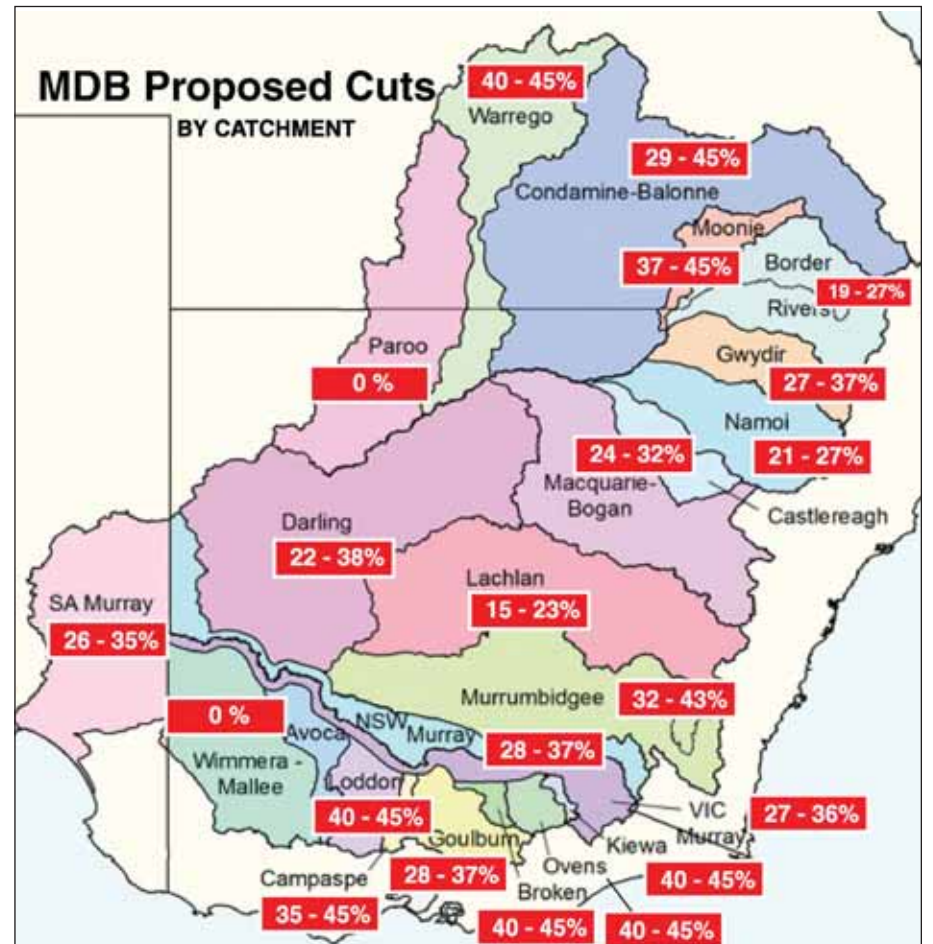 MDB Proposed Cuts
BY CATCHMENT
40 - 45%
Warrego
29 - 45%
Condamine-Balonne
Moonie
37 - 45%
Border
19 - 27%
Rivers
Paroo
0 %
Gwydir
27 - 37%
Namoi
21 - 27%
24 - 32%
Macquarie-
Bogan
Castlereagh
Darling
22 - 38%
Lachlan
15 - 23%
SA Murray
26 - 35%
Murrumbidgee
32 - 43%
0 %
Avoca
NSW
Murray
28 - 37%
Wimmera -
Mallee
Loddon
40 - 45%
VIC
Murray
27 - 36%
Goulburn
Kiewa
Ovens
40 - 45%
Campaspe
28 - 37%
Broken
35 - 45%
40 - 45%
40 - 45%